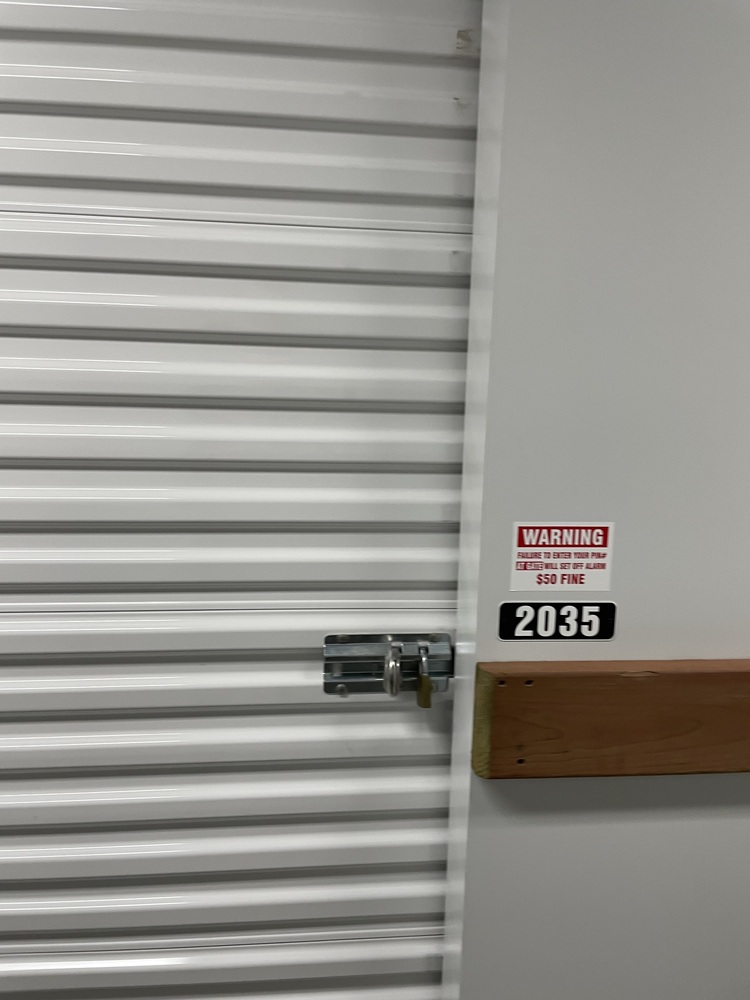 WARNING
FAILURE TO ENTER YOUR PIN#
AT GATE WILL SET OFF ALARM
$50 FINE
2035